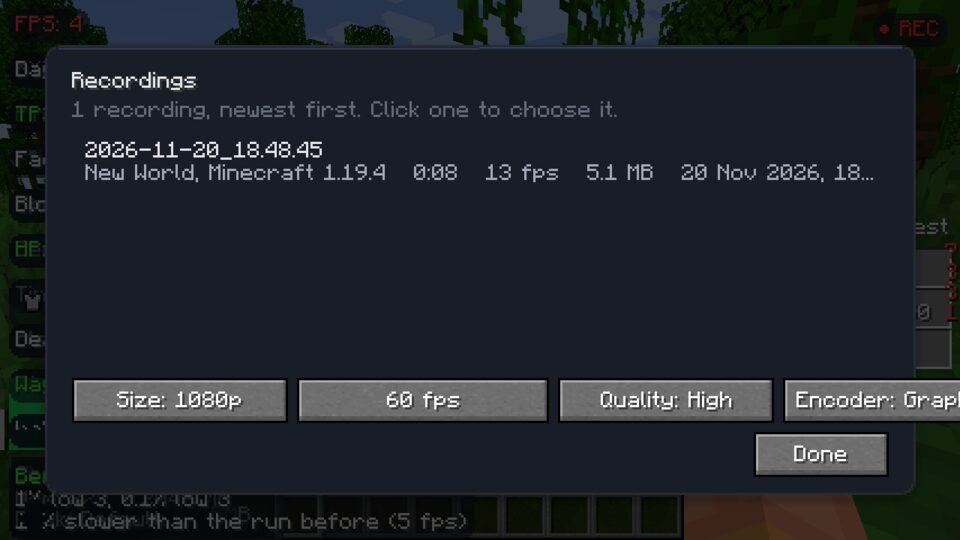 FPS: 4
REC
Recordings
1 recording, newest first. Click one to choose it.
2026-11-20_18.48.45
New World, Minecraft 1.19.4 0:08 13 fps 5.1 MB 20 Nov 2026, 18...
est
Size: 1080p
60 fps
Quality: High
Encoder: Grap
Done
slower than the run before (5 fps)